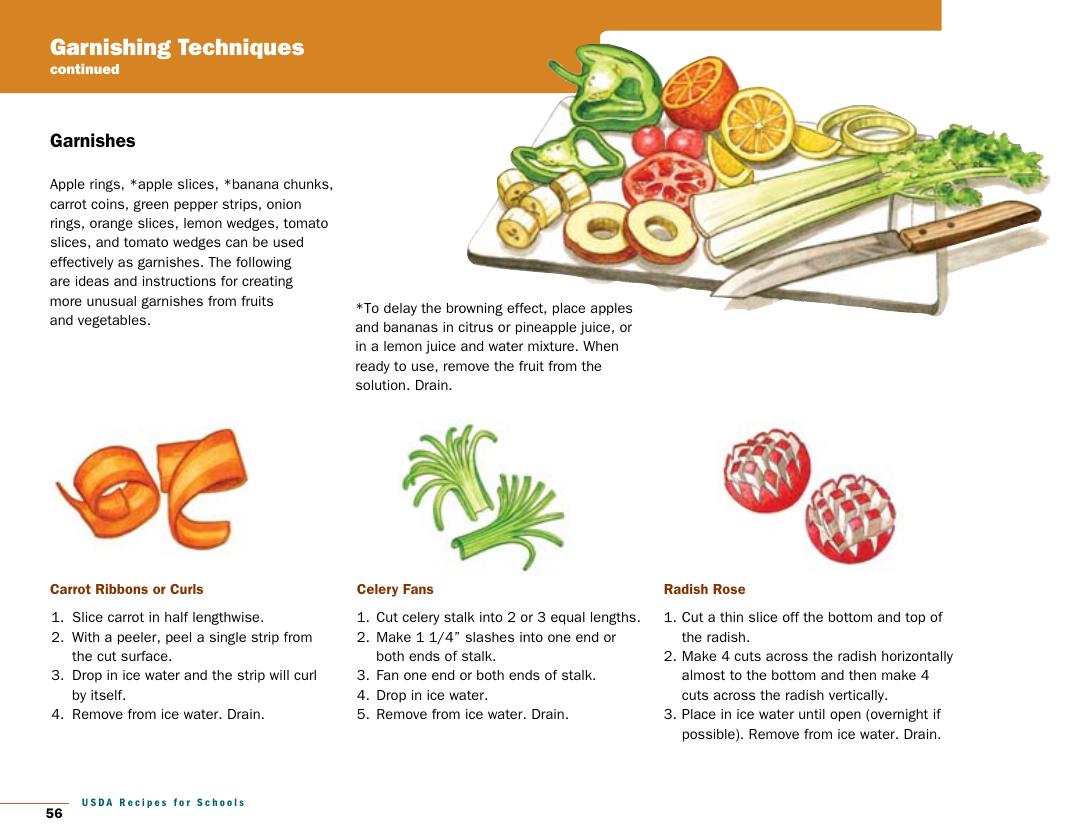 Garnishing Techniques
continued
Garnishes
Apple rings, *apple slices, *banana chunks,
carrot coins, green pepper strips, onion
rings, orange slices, lemon wedges, tomato
slices, and tomato wedges can be used
effectively as garnishes. The following
are ideas and instructions for creating
more unusual garnishes from fruits
and vegetables.
*To delay the browning effect, place apples
and bananas in citrus or pineapple juice, or
in a lemon juice and water mixture. When
ready to use, remove the fruit from the
solution. Drain.
Carrot Ribbons or Curls
1. Slice carrot in half lengthwise.
2. With a peeler, peel a single strip from
the cut surface.
3. Drop in ice water and the strip will curl
by itself.
4. Remove from ice water. Drain.
Celery Fans
1. Cut celery stalk into 2 or 3 equal lengths.
2. Make 1 1/4” slashes into one end or
both ends of stalk.
3. Fan one end or both ends of stalk.
4. Drop in ice water.
5. Remove from ice water. Drain.
Radish Rose
1. Cut a thin slice off the bottom and top of
the radish.
2. Make 4 cuts across the radish horizontally
almost to the bottom and then make 4
cuts across the radish vertically.
3. Place in ice water until open (overnight if
possible). Remove from ice water. Drain.
56
USDA Recipes for Schools